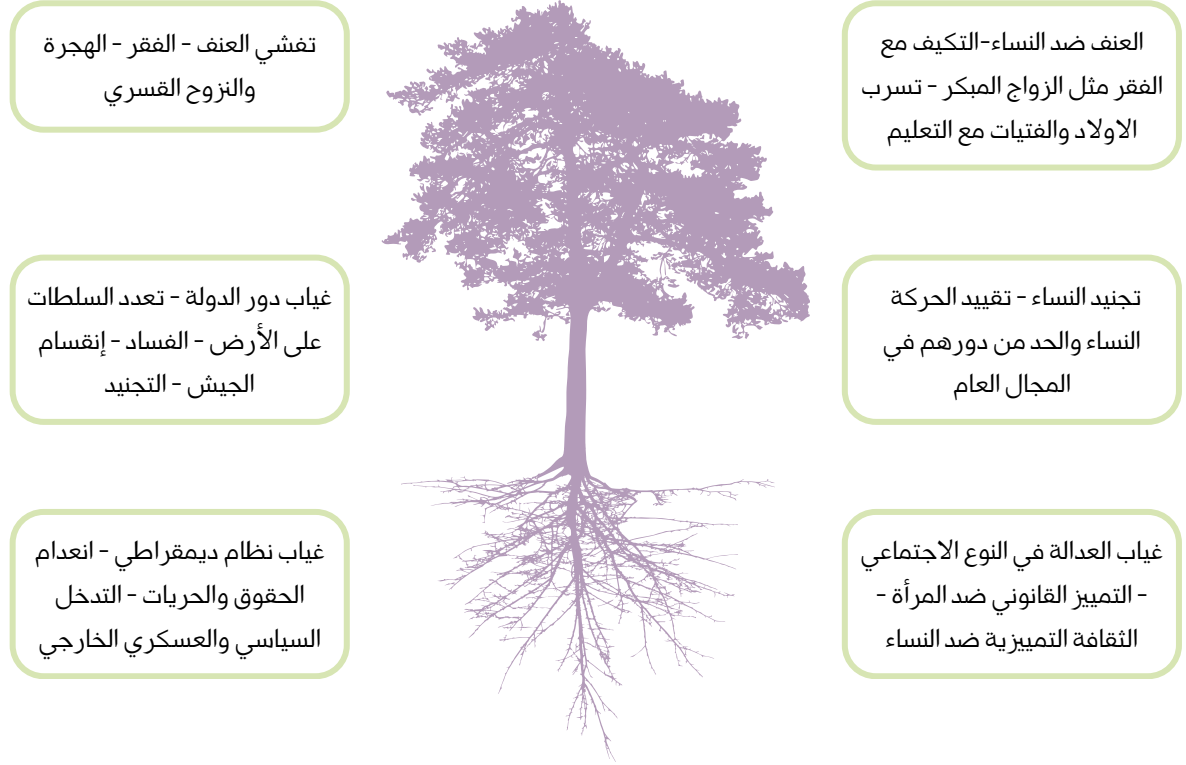 العنف ضد النساء-التكيف مع
الفقر مثل الزواج المبكر - تسرب
الاولاد والفتيات مع التعليم
تفشي العنف - الفقر - الهجرة
والنزوح القسري
تجنيد النساء - تقييد الحركة
النساء والحد من دورهم في
المجال العام
غياب دور الدولة - تعدد السلطات
على الأرض - الفساد - إنقسام
الجيش - التجنيد
غياب العدالة في النوع الاجتماعي
- التمييز القانوني ضد المرأة -
الثقافة التمييزية ضد النساء
غياب نظام ديمقراطي - انعدام
الحقوق والحريات - التدخل
السياسي والعسكري الخارجي